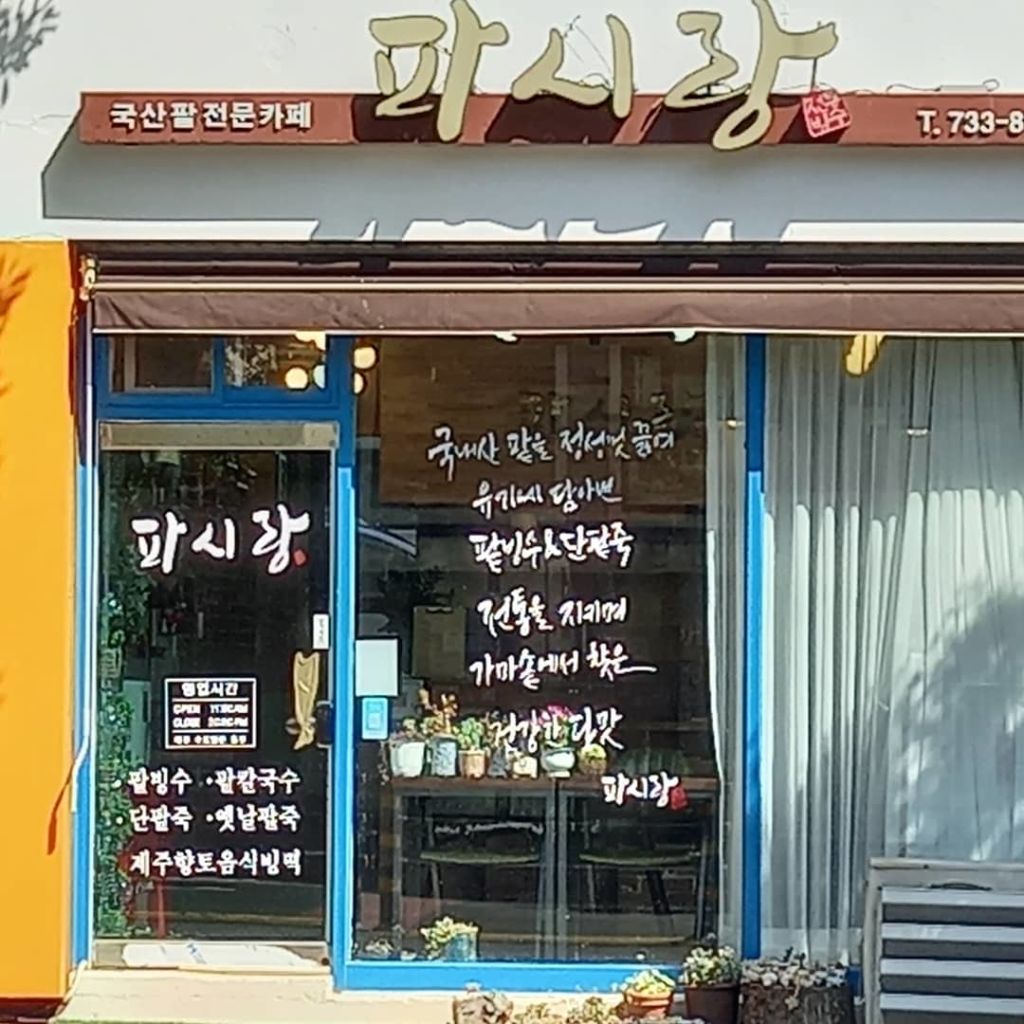 파시랑
국산팥 전문카페
T. 733-8
국내산 팥을 정성껏 끓여
유기에 담아낸
팥빙수&단팥죽
전통을 지키며
가마솥에서 찾은
건강한 단맛
파시랑
파시랑
영업시간
OPEN
CLOSE
·팥빙수 ·팥칼국수
·단팥죽 ·옛날팥죽
제주향토음식빙떡